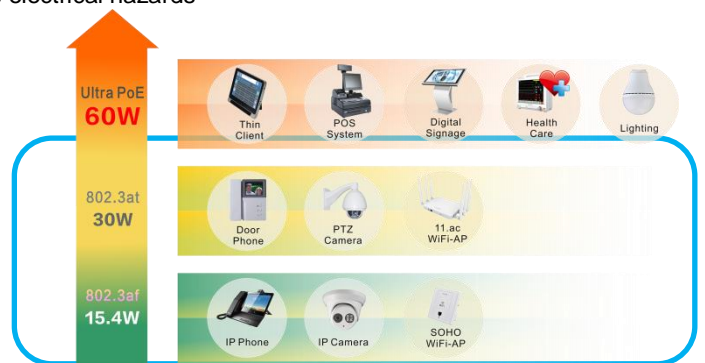 electrical hazards
Ultra PoE
60W
Thin
Client
POS
System
Digital
Signage
Health
Care
Lighting
802.3at
30W
Door
Phone
PTZ
Camera
11.ac
WiFi-AP
802.3af
15.4W
IP Phone
IP Camera
SOHO
WiFi-AP